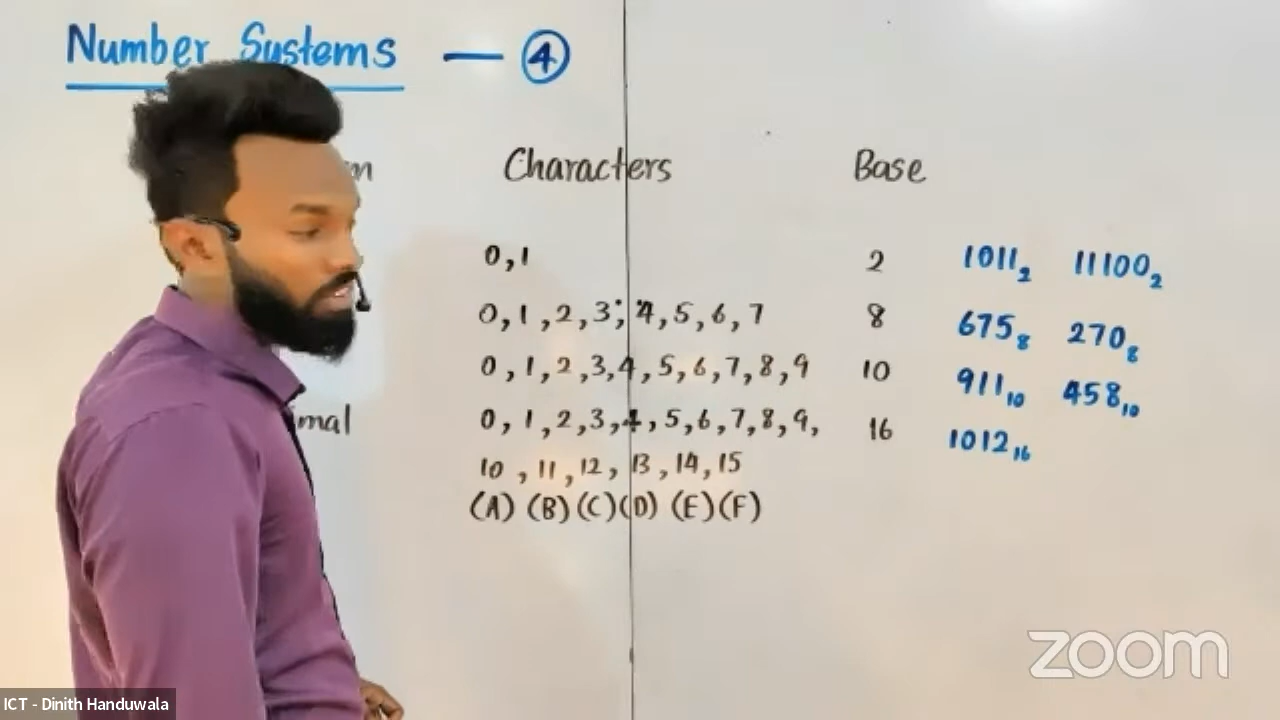 Number Systems — ④
Characters Base
0,1 2 1011₂ 11100₂
0,1,2,3,4,5,6,7 8 675₈ 270₈
0,1,2,3,4,5,6,7,8,9 10 911₁₀ 458₁₀
0,1,2,3,4,5,6,7,8,9, 16 1012₁₆
10,11,12,13,14,15
(A) (B) (C) (D) (E) (F)
zoom
ICT - Dinith Handuwala